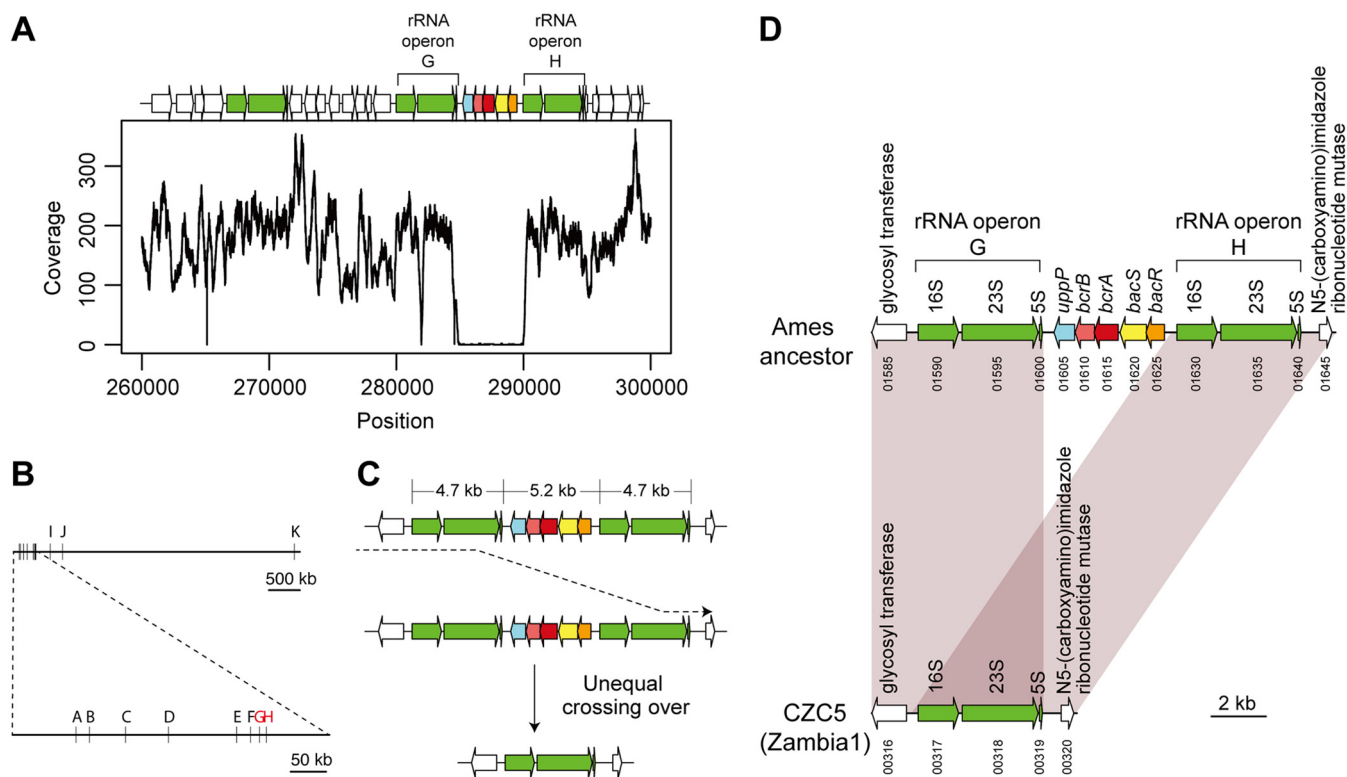 A
rRNA
operon
G
rRNA
operon
H
Coverage
300
200
100
0
260000
270000
280000
290000
300000
Position
B
I
J
K
500 kb
A
B
C
D
E
F
G
H
50 kb
C
4.7 kb
5.2 kb
4.7 kb
Unequal
crossing over
D
glycosyl transferase
rRNA operon
G
16S
23S
5S
uppP
bcrB
bcrA
bacS
bacR
rRNA operon
H
16S
23S
5S
N5-(carboxyamino)imidazole
ribonucleotide mutase
Ames
ancestor
01585
01590
01595
01600
01605
01610
01615
01620
01625
01630
01635
01640
01645
glycosyl transferase
16S
23S
5S
N5-(carboxyamino)imidazole
ribonucleotide mutase
CZC5
(Zambia1)
00316
00317
00318
00319
00320
2 kb